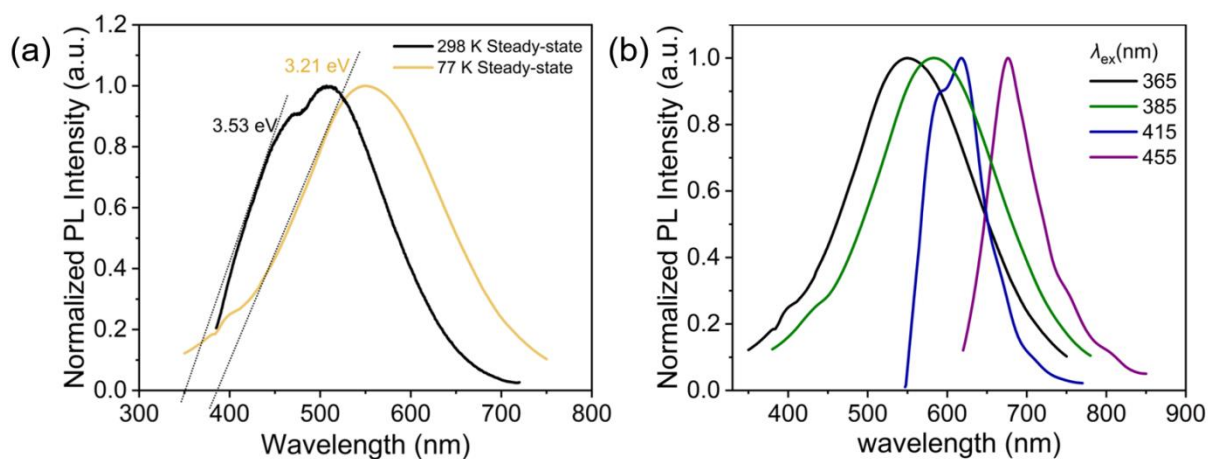 (a)
Normalized PL Intensity (a.u.)
1.2
1.0
0.8
0.6
0.4
0.2
0.0
298 K Steady-state
77 K Steady-state
3.21 eV
3.53 eV
300 400 500 600 700 800
Wavelength (nm)
(b)
Normalized PL Intensity (a.u.)
1.0
0.8
0.6
0.4
0.2
0.0
λex(nm)
365
385
415
455
400 500 600 700 800 900
wavelength (nm)